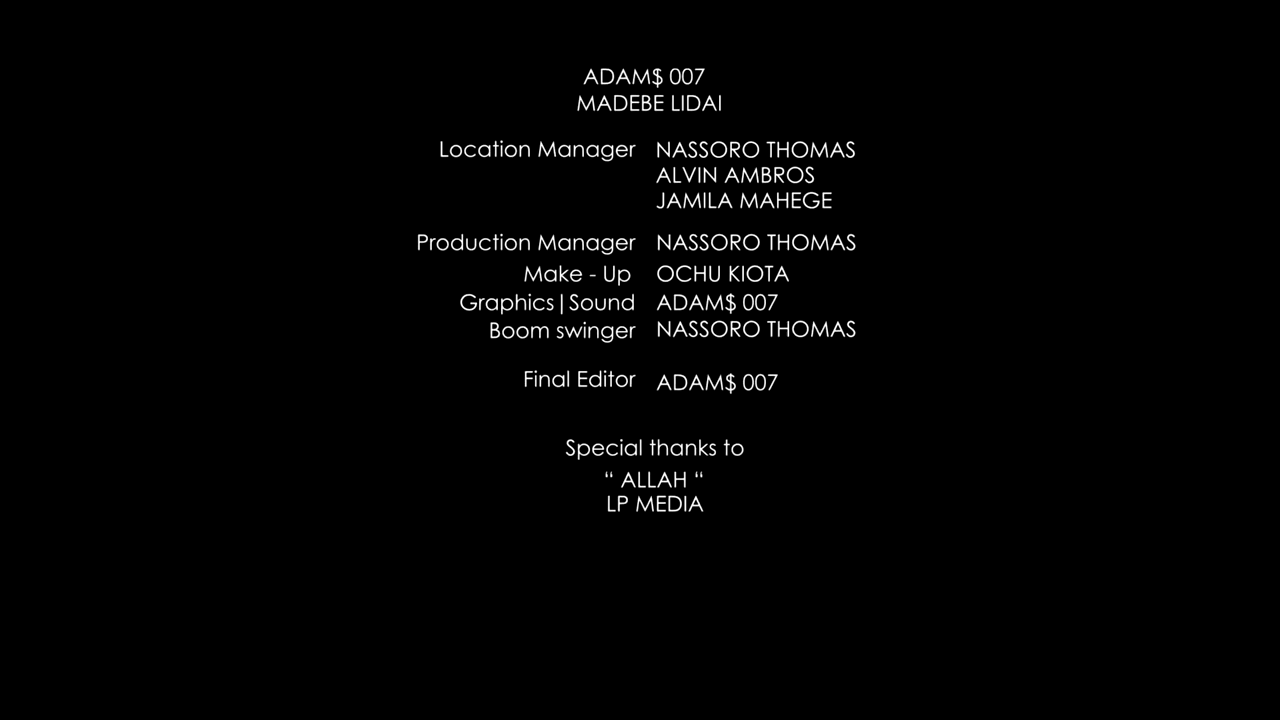 ADAM$ 007
MADEBE LIDAI
Location Manager NASSORO THOMAS
ALVIN AMBROS
JAMILA MAHEGE
Production Manager NASSORO THOMAS
Make - Up OCHU KIOTA
Graphics|Sound ADAM$ 007
Boom swinger NASSORO THOMAS
Final Editor ADAM$ 007
Special thanks to
“ ALLAH “
LP MEDIA